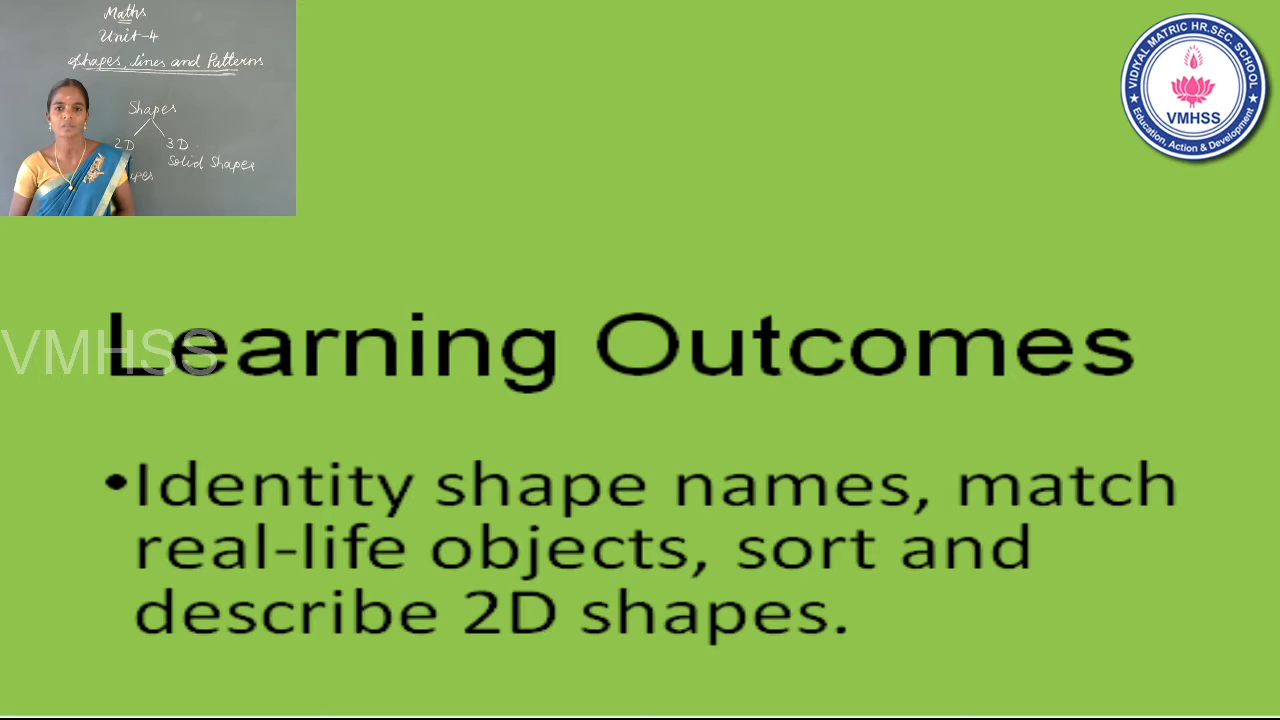 Maths
Unit-4
Shapes, lines and Patterns
Shapes
2D 3D
Solid Shapes
VIDIYAL MATRIC HR.SEC. SCHOOL
VMHSS
Education, Action & Development
Learning Outcomes
VMHSS
•Identity shape names, match
real-life objects, sort and
describe 2D shapes.